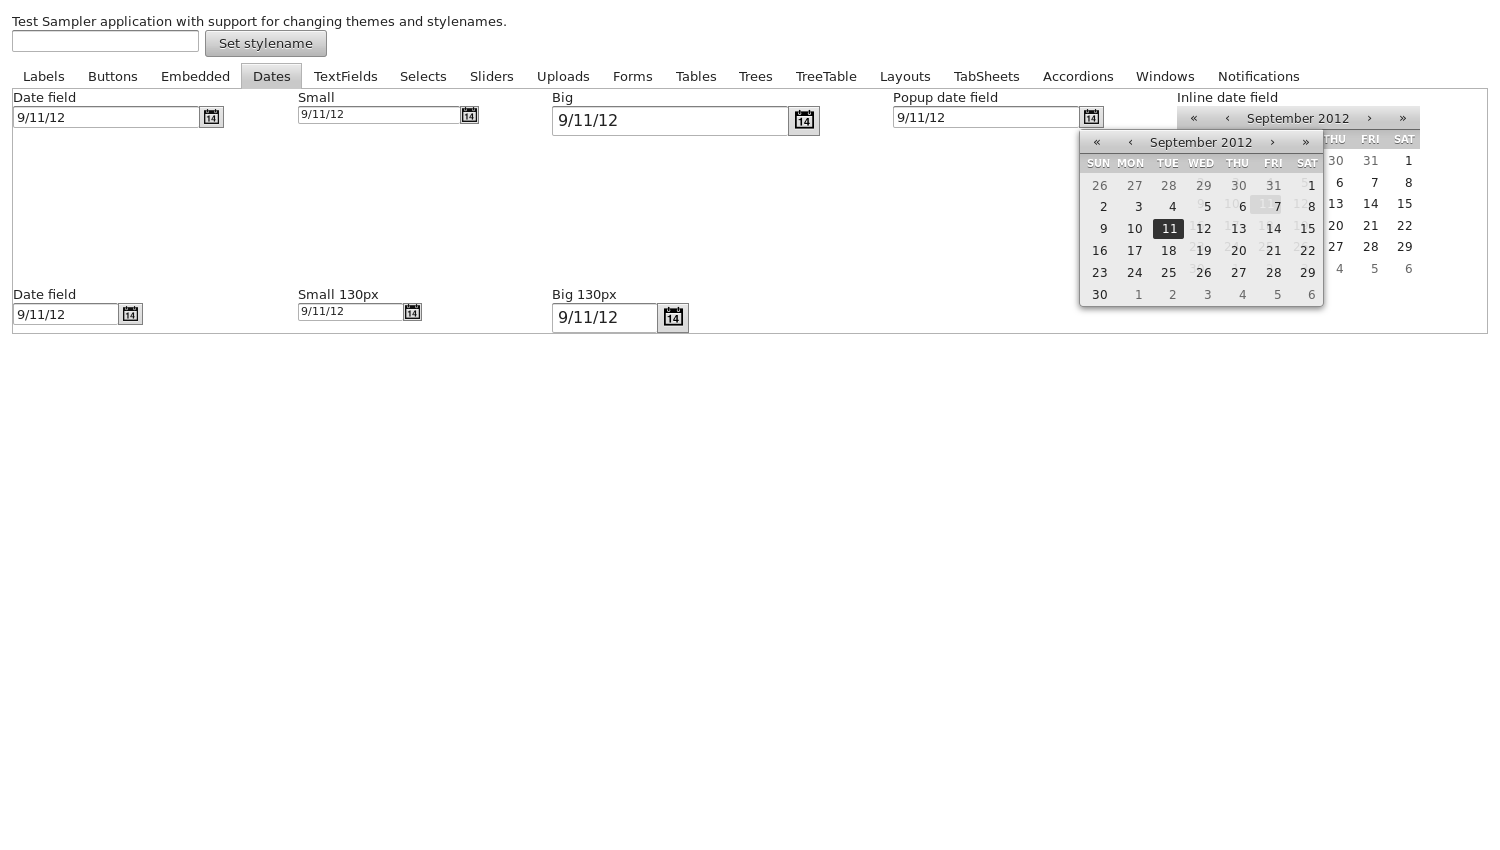 Test Sampler application with support for changing themes and stylenames.
Set stylename
Labels Buttons Embedded Dates TextFields Selects Sliders Uploads Forms Tables Trees TreeTable Layouts TabSheets Accordions Windows Notifications
Date field Small Big Popup date field Inline date field
9/11/12 14 9/11/12 14 9/11/12 14 9/11/12 14
« ‹ September 2012 › »
THU FRI SAT
30 31 1
6 7 8
13 14 15
20 21 22
27 28 29
4 5 6
« ‹ September 2012 › »
SUN MON TUE WED THU FRI SAT
26 27 28 29 30 31 1
2 3 4 5 6 7 8
9 10 11 12 13 14 15
16 17 18 19 20 21 22
23 24 25 26 27 28 29
30 1 2 3 4 5 6
Date field Small 130px Big 130px
9/11/12 14 9/11/12 14 9/11/12 14